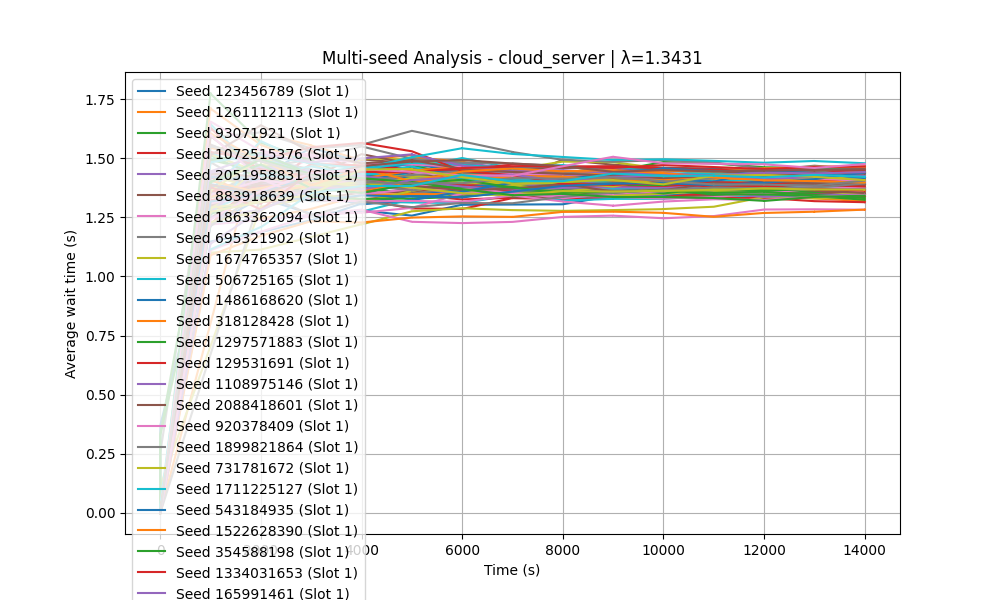 Multi-seed Analysis - cloud_server | λ=1.3431
Average wait time (s)
1.75
1.50
1.25
1.00
0.75
0.50
0.25
0.00
Seed 123456789 (Slot 1)
Seed 1261112113 (Slot 1)
Seed 93071921 (Slot 1)
Seed 1072515376 (Slot 1)
Seed 2051958831 (Slot 1)
Seed 883918639 (Slot 1)
Seed 1863362094 (Slot 1)
Seed 695321902 (Slot 1)
Seed 1674765357 (Slot 1)
Seed 506725165 (Slot 1)
Seed 1486168620 (Slot 1)
Seed 318128428 (Slot 1)
Seed 1297571883 (Slot 1)
Seed 129531691 (Slot 1)
Seed 1108975146 (Slot 1)
Seed 2088418601 (Slot 1)
Seed 920378409 (Slot 1)
Seed 1899821864 (Slot 1)
Seed 731781672 (Slot 1)
Seed 1711225127 (Slot 1)
Seed 543184935 (Slot 1)
Seed 1522628390 (Slot 1)
Seed 354588198 (Slot 1)
Seed 1334031653 (Slot 1)
Seed 165991461 (Slot 1)
0 4000 6000 8000 10000 12000 14000
Time (s)